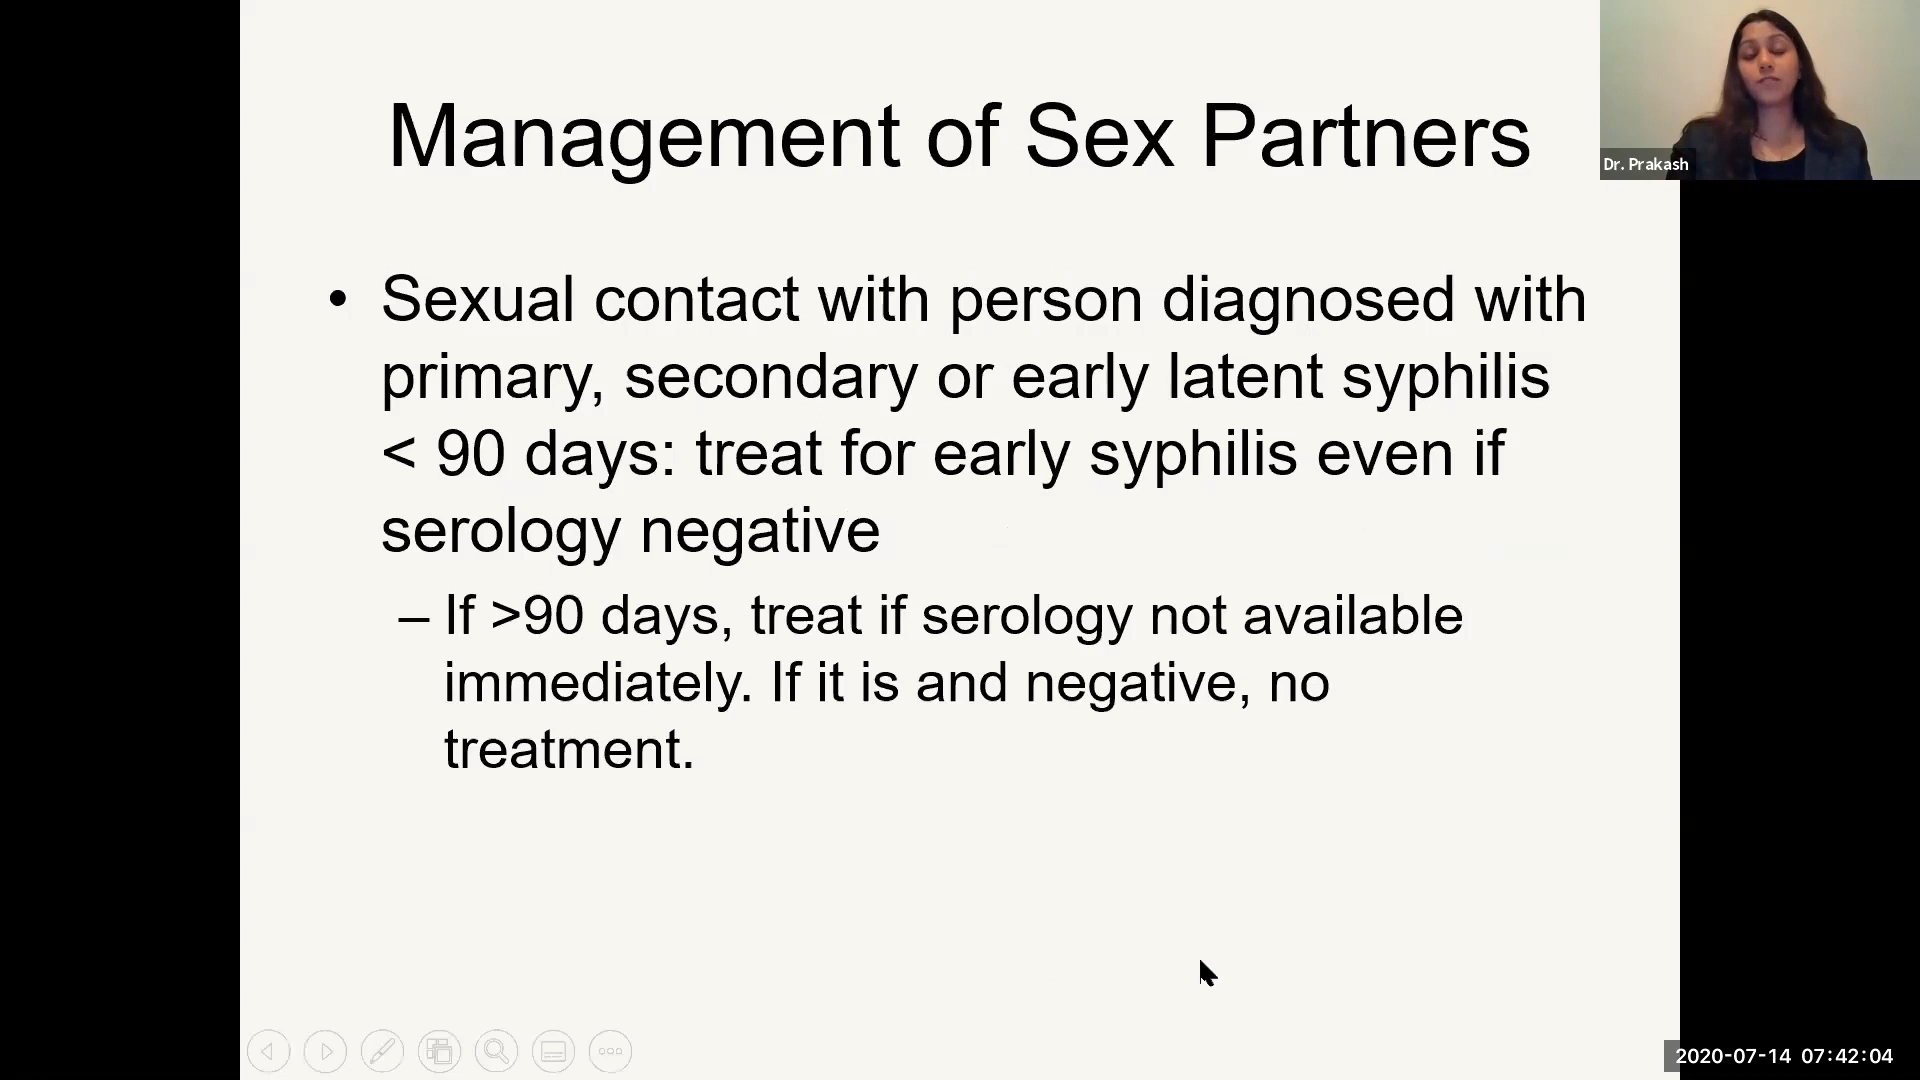 Management of Sex Partners
Dr. Prakash
• Sexual contact with person diagnosed with
primary, secondary or early latent syphilis
< 90 days: treat for early syphilis even if
serology negative
– If >90 days, treat if serology not available
immediately. If it is and negative, no
treatment.
2020-07-14 07:42:04